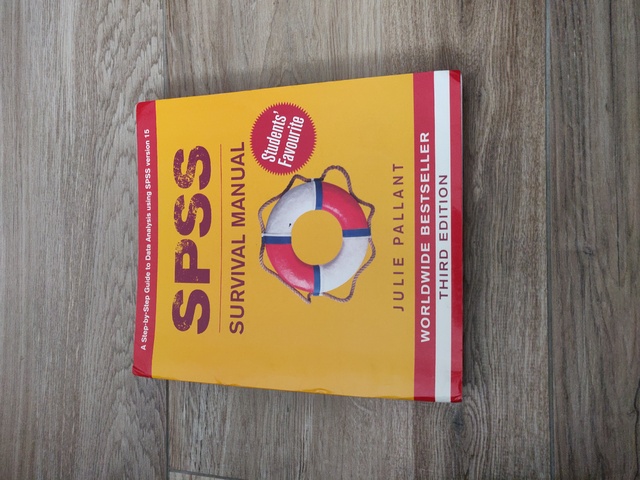 A Step-by-Step Guide to Data Analysis using SPSS version 15
SPSS
SURVIVAL MANUAL
Students'
Favourite
JULIE PALLANT
WORLDWIDE BESTSELLER
THIRD EDITION